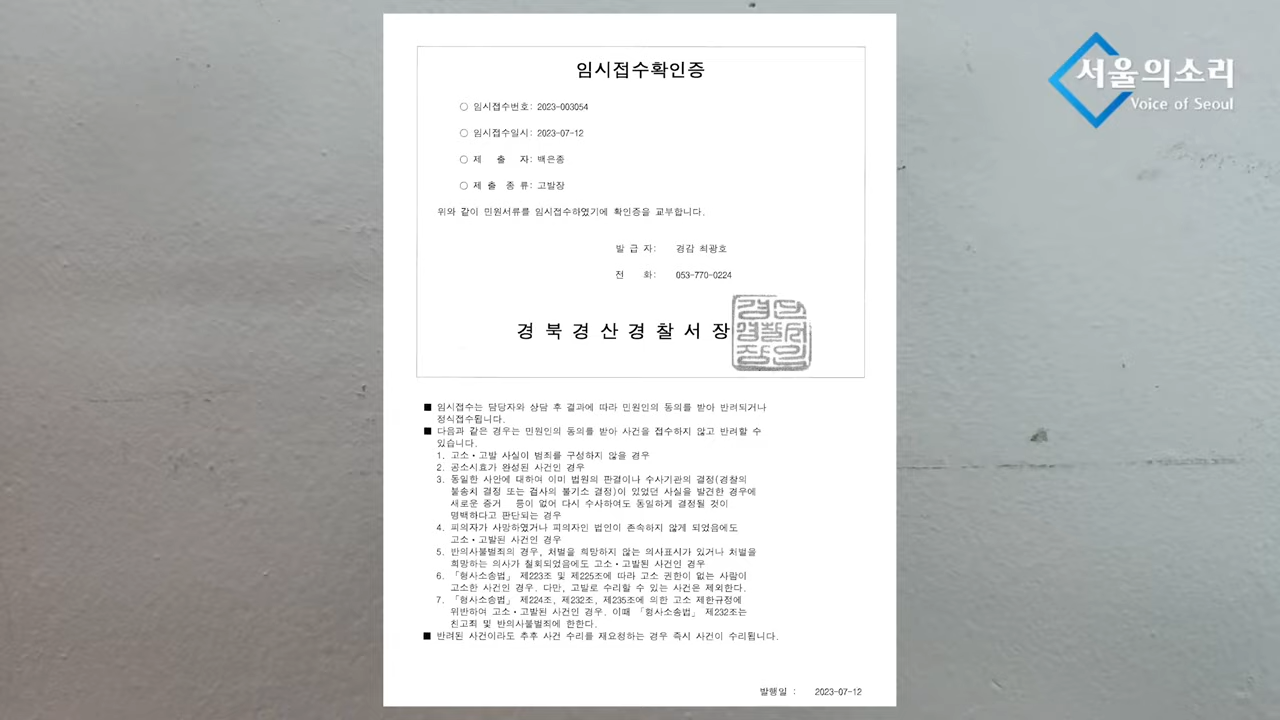 서울의소리
Voice of Seoul
임시접수확인증
○ 임시접수번호: 2023-003054
○ 임시접수일시: 2023-07-12
○ 제 출 자: 백은종
○ 제 출 종 류: 고발장
위와 같이 민원서류를 임시접수하였기에 확인증을 교부합니다.
발 급 자: 경감 최광호
전 화: 053-770-0224
경 북 경 산 경 찰 서 장
■ 임시접수는 담당자와 상담 후 결과에 따라 민원인의 동의를 받아 반려되거나
정식접수됩니다.
■ 다음과 같은 경우는 민원인의 동의를 받아 사건을 접수하지 않고 반려할 수
있습니다.
1. 고소・고발 사실이 범죄를 구성하지 않을 경우
2. 공소시효가 완성된 사건인 경우
3. 동일한 사안에 대하여 이미 법원의 판결이나 수사기관의 결정(경찰의
불송치 결정 또는 검사의 불기소 결정)이 있었던 사실을 발견한 경우에
새로운 증거 등이 없어 다시 수사하여도 동일하게 결정될 것이
명백하다고 판단되는 경우
4. 피의자가 사망하였거나 피의자인 법인이 존속하지 않게 되었음에도
고소・고발된 사건인 경우
5. 반의사불벌죄의 경우, 처벌을 희망하지 않는 의사표시가 있거나 처벌을
희망하는 의사가 철회되었음에도 고소・고발된 사건인 경우
6. 「형사소송법」 제223조 및 제225조에 따라 고소 권한이 없는 사람이
고소한 사건인 경우. 다만, 고발로 수리할 수 있는 사건은 제외한다.
7. 「형사소송법」 제224조, 제232조, 제235조에 의한 고소 제한규정에
위반하여 고소・고발된 사건인 경우. 이때 「형사소송법」 제232조는
친고죄 및 반의사불벌죄에 한한다.
■ 반려된 사건이라도 추후 사건 수리를 재요청하는 경우 즉시 사건이 수리됩니다.
발행일 : 2023-07-12